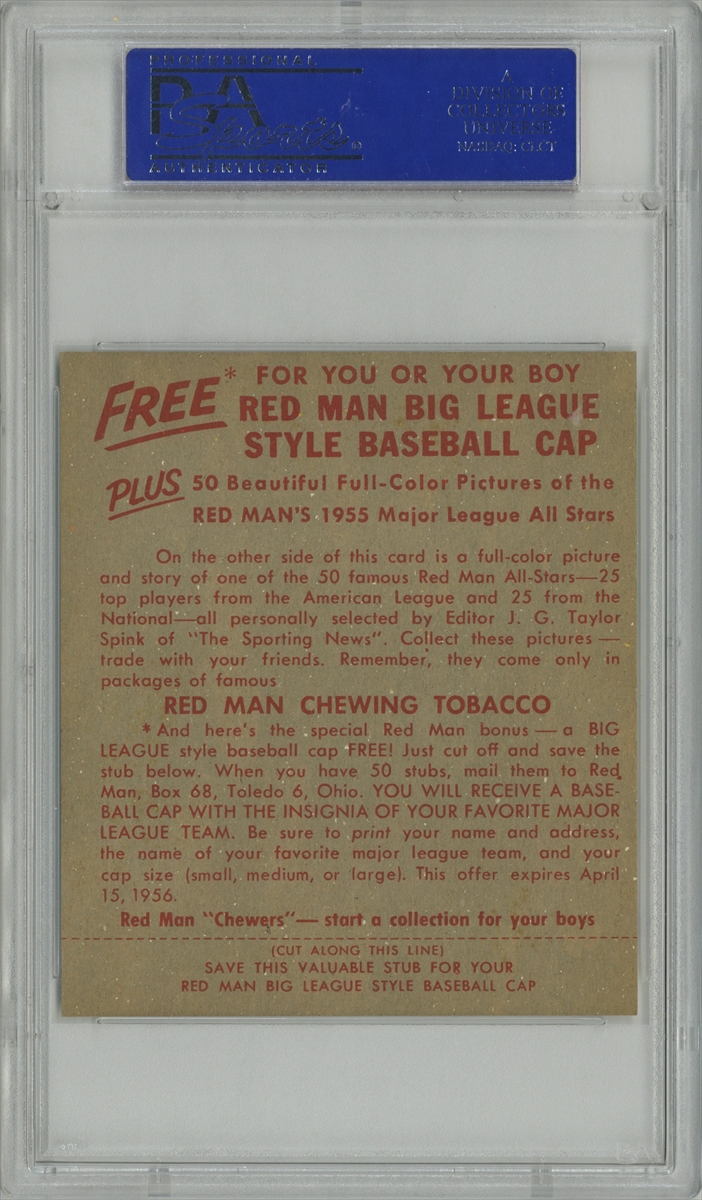 PROFESSIONAL
PSA
Sports®
AUTHENTICATOR
A
DIVISION OF
COLLECTORS
UNIVERSE
NASDAQ: CLCT
FREE* FOR YOU OR YOUR BOY
RED MAN BIG LEAGUE
STYLE BASEBALL CAP
PLUS 50 Beautiful Full-Color Pictures of the
RED MAN'S 1955 Major League All Stars
On the other side of this card is a full-color picture
and story of one of the 50 famous Red Man All-Stars—25
top players from the American League and 25 from the
National—all personally selected by Editor J. G. Taylor
Spink of "The Sporting News". Collect these pictures —
trade with your friends. Remember, they come only in
packages of famous
RED MAN CHEWING TOBACCO
*And here's the special Red Man bonus — a BIG
LEAGUE style baseball cap FREE! Just cut off and save the
stub below. When you have 50 stubs, mail them to Red
Man, Box 68, Toledo 6, Ohio. YOU WILL RECEIVE A BASE-
BALL CAP WITH THE INSIGNIA OF YOUR FAVORITE MAJOR
LEAGUE TEAM. Be sure to print your name and address,
the name of your favorite major league team, and your
cap size (small, medium, or large). This offer expires April
15, 1956.
Red Man "Chewers"— start a collection for your boys
(CUT ALONG THIS LINE)
SAVE THIS VALUABLE STUB FOR YOUR
RED MAN BIG LEAGUE STYLE BASEBALL CAP